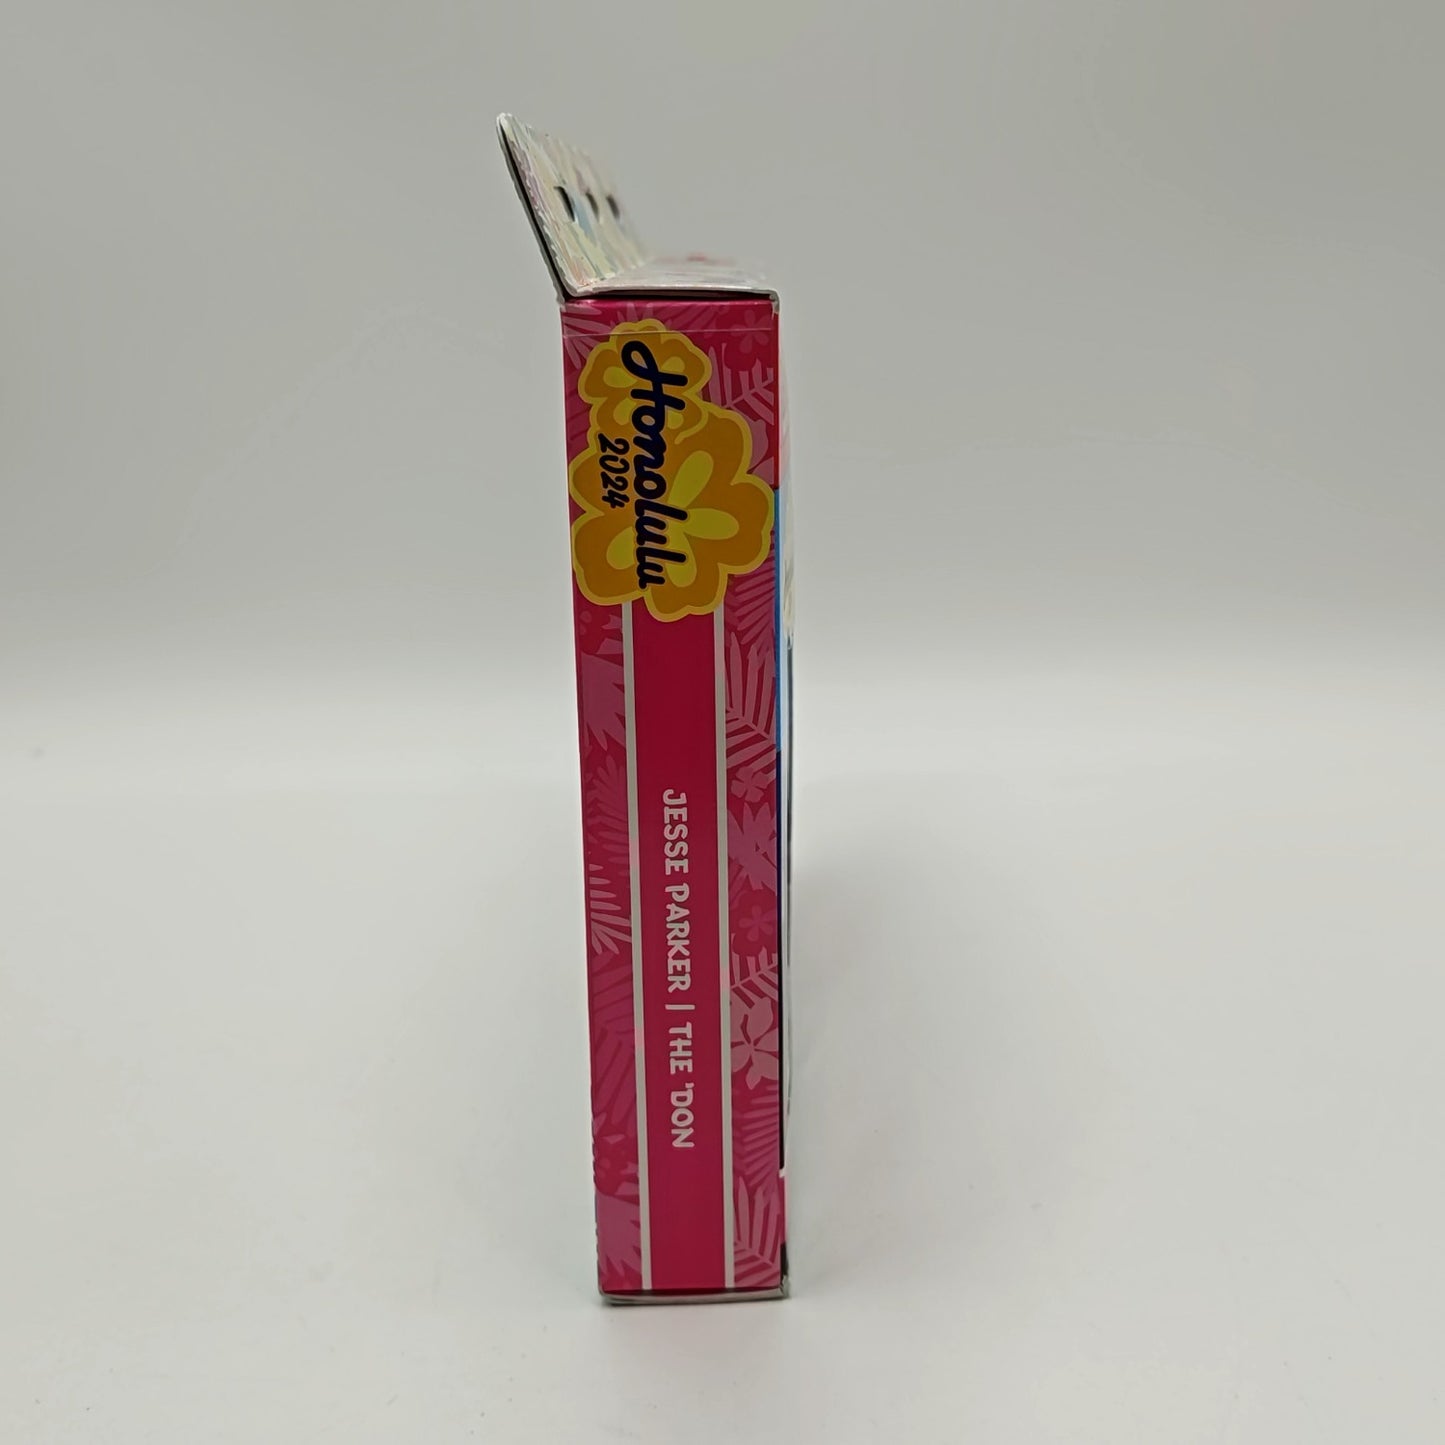 Honolulu
2024
JESSE PARKER | THE 'DON